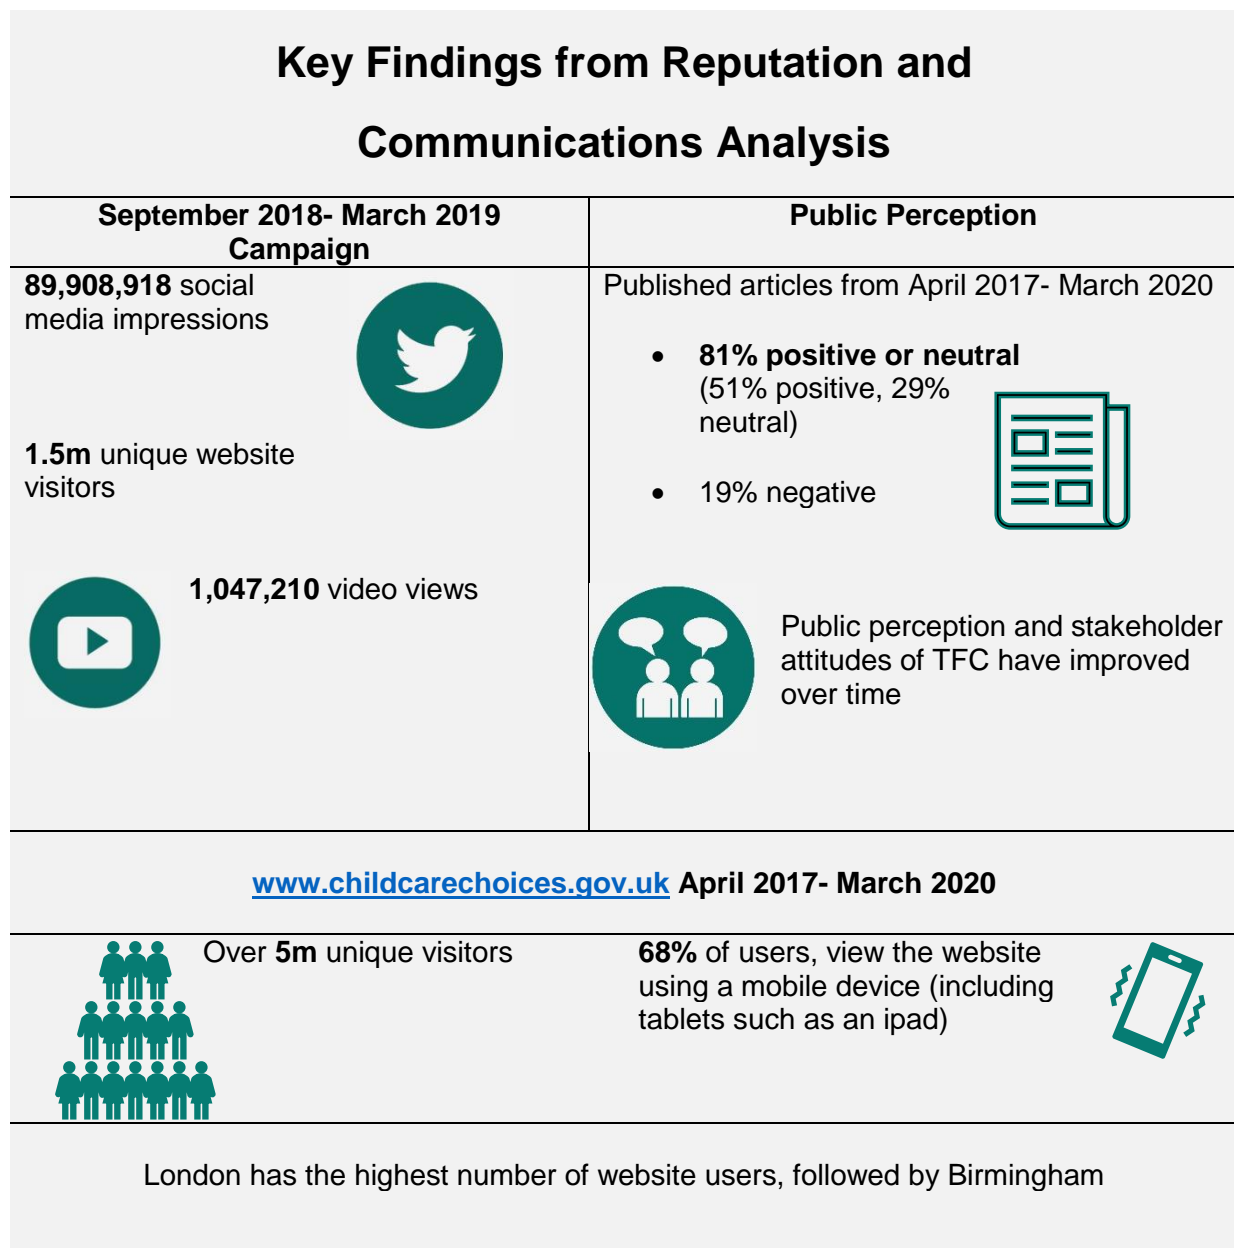 Key Findings from Reputation and
Communications Analysis
September 2018- March 2019
Campaign
89,908,918 social
media impressions
1.5m unique website
visitors
1,047,210 video views
Public Perception
Published articles from April 2017- March 2020
• 81% positive or neutral
(51% positive, 29%
neutral)
• 19% negative
Public perception and stakeholder
attitudes of TFC have improved
over time
www.childcarechoices.gov.uk April 2017- March 2020
Over 5m unique visitors
68% of users, view the website
using a mobile device (including
tablets such as an ipad)
London has the highest number of website users, followed by Birmingham